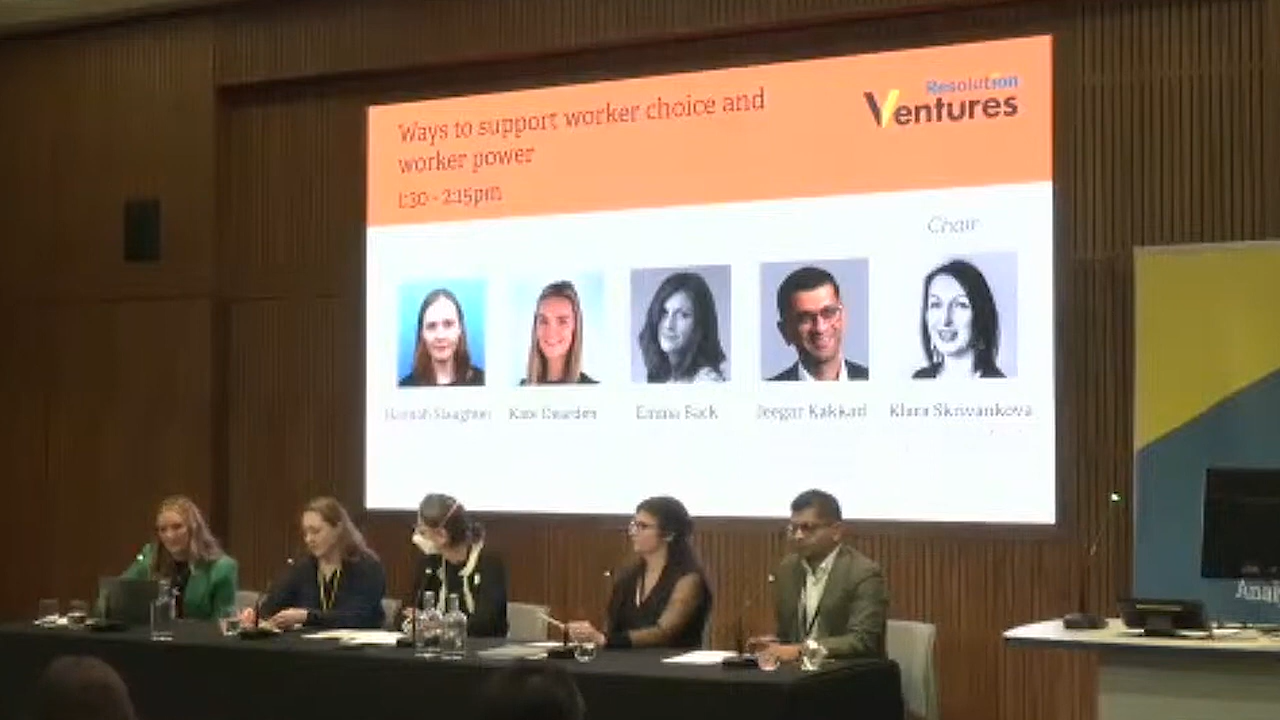 Ways to support worker choice and
worker power
1:30 - 2:15pm
Resolution
Ventures
Chair
Hannah Slaughter
Kate Dearden
Emma Back
Jeegar Kakkad
Klara Skrivankova